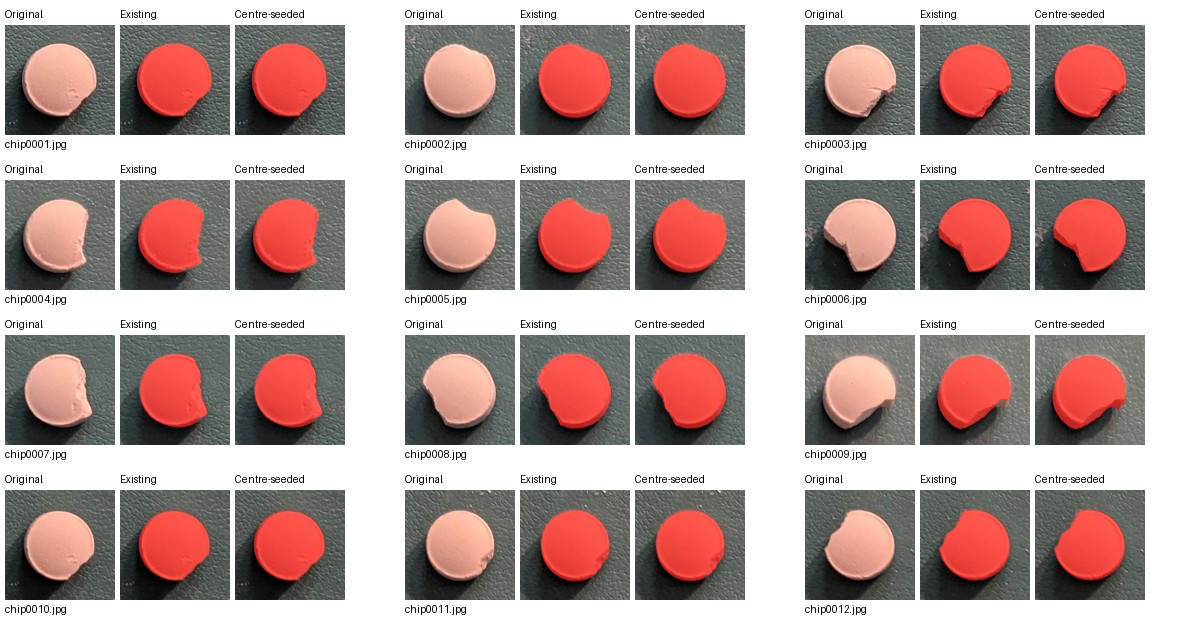 Original Existing Centre-seeded Original Existing Centre-seeded Original Existing Centre-seeded
chip0001.jpg chip0002.jpg chip0003.jpg
Original Existing Centre-seeded Original Existing Centre-seeded Original Existing Centre-seeded
chip0004.jpg chip0005.jpg chip0006.jpg
Original Existing Centre-seeded Original Existing Centre-seeded Original Existing Centre-seeded
chip0007.jpg chip0008.jpg chip0009.jpg
Original Existing Centre-seeded Original Existing Centre-seeded Original Existing Centre-seeded
chip0010.jpg chip0011.jpg chip0012.jpg